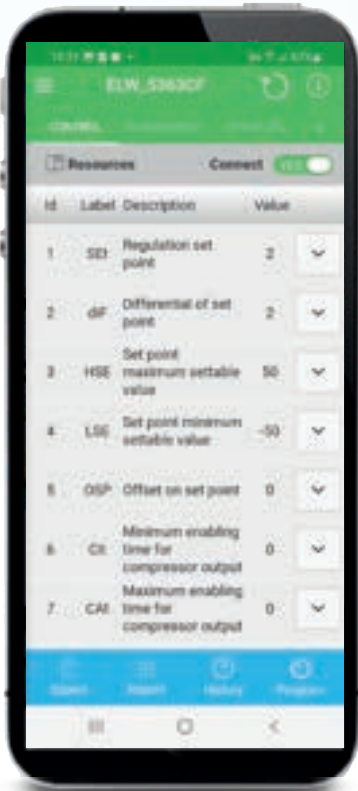 ELW_5363CF
CONTROL
Resources Connect YES
Id Label Description Value
1 SEt Regulation set point 2
2 diF Differential of set point 2
3 HSE Set point maximum settable value 50
4 LSE Set point minimum settable value -50
5 OSP Offset on set point 0
6 Cit Minimum enabling time for compressor output 0
7 CAt Maximum enabling time for compressor output 0
History